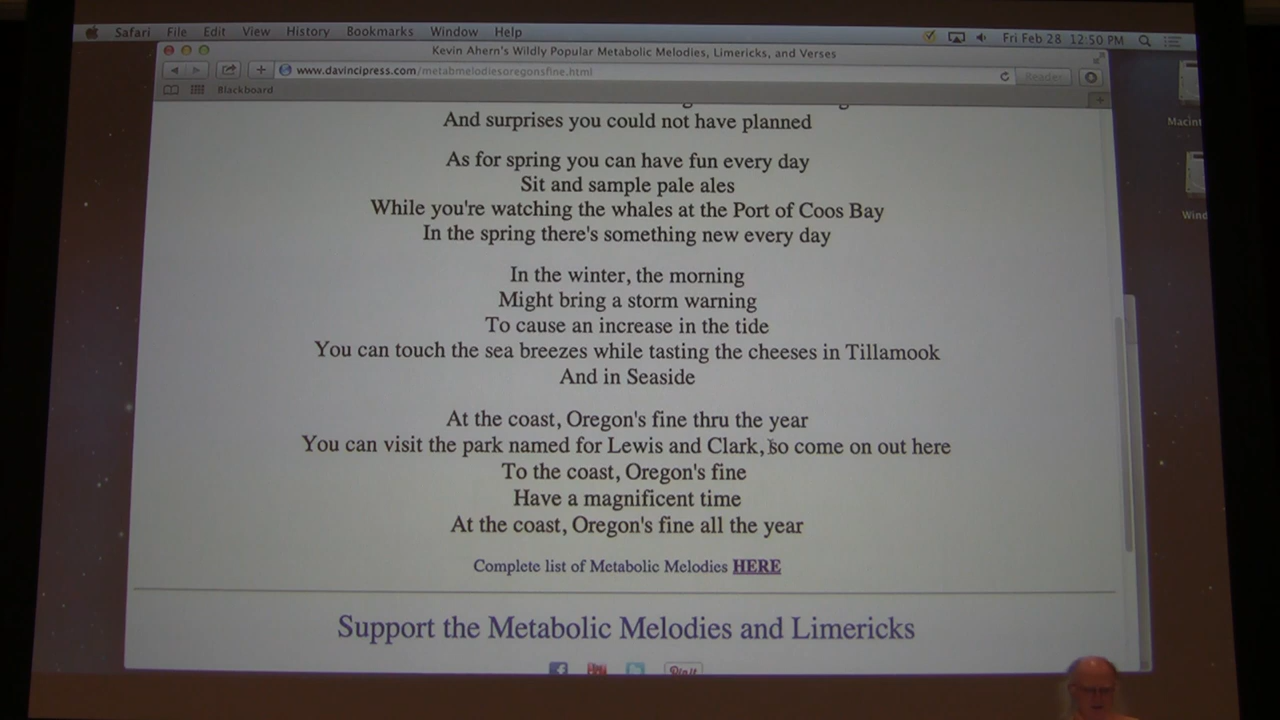 Safari File Edit View History Bookmarks Window Help Fri Feb 28 12:50 PM
Kevin Ahern's Wildly Popular Metabolic Melodies, Limericks, and Verses
www.davincipress.com/metabmelodiesoregonsfine.html
Reader
Blackboard
Macint
Wind
And surprises you could not have planned
As for spring you can have fun every day
Sit and sample pale ales
While you're watching the whales at the Port of Coos Bay
In the spring there's something new every day
In the winter, the morning
Might bring a storm warning
To cause an increase in the tide
You can touch the sea breezes while tasting the cheeses in Tillamook
And in Seaside
At the coast, Oregon's fine thru the year
You can visit the park named for Lewis and Clark, so come on out here
To the coast, Oregon's fine
Have a magnificent time
At the coast, Oregon's fine all the year
Complete list of Metabolic Melodies HERE
Support the Metabolic Melodies and Limericks
Pin it